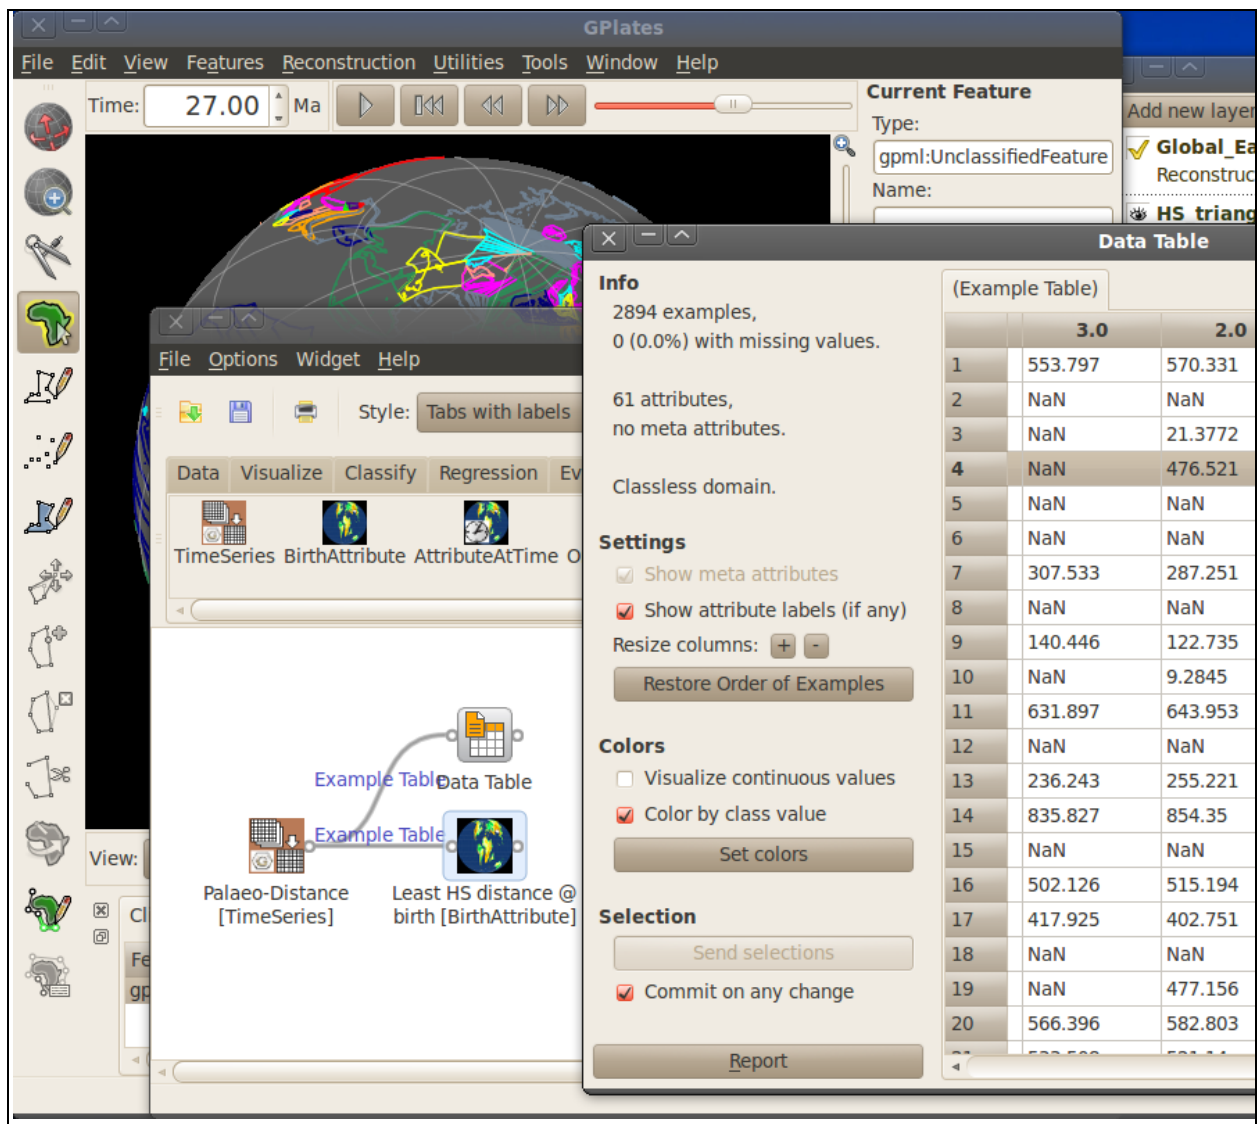 GPlates
File Edit View Features Reconstruction Utilities Tools Window Help
Time: 27.00 Ma
Current Feature
Type:
gpml:UnclassifiedFeature
Name:
Add new layer
Global_Ea
Reconstruc
HS_triang
File Options Widget Help
Style: Tabs with labels
Data Visualize Classify Regression Ev
TimeSeries BirthAttribute AttributeAtTime O
Example Table
Data Table
Example Table
Palaeo-Distance
[TimeSeries]
Least HS distance @
birth [BirthAttribute]
View:
Cl
Fe
gp
Data Table
Info
2894 examples,
0 (0.0%) with missing values.
61 attributes,
no meta attributes.
Classless domain.
Settings
Show meta attributes
Show attribute labels (if any)
Resize columns: + -
Restore Order of Examples
Colors
Visualize continuous values
Color by class value
Set colors
Selection
Send selections
Commit on any change
Report
(Example Table)
3.0 2.0
1 553.797 570.331
2 NaN NaN
3 NaN 21.3772
4 NaN 476.521
5 NaN NaN
6 NaN NaN
7 307.533 287.251
8 NaN NaN
9 140.446 122.735
10 NaN 9.2845
11 631.897 643.953
12 NaN NaN
13 236.243 255.221
14 835.827 854.35
15 NaN NaN
16 502.126 515.194
17 417.925 402.751
18 NaN NaN
19 NaN 477.156
20 566.396 582.803